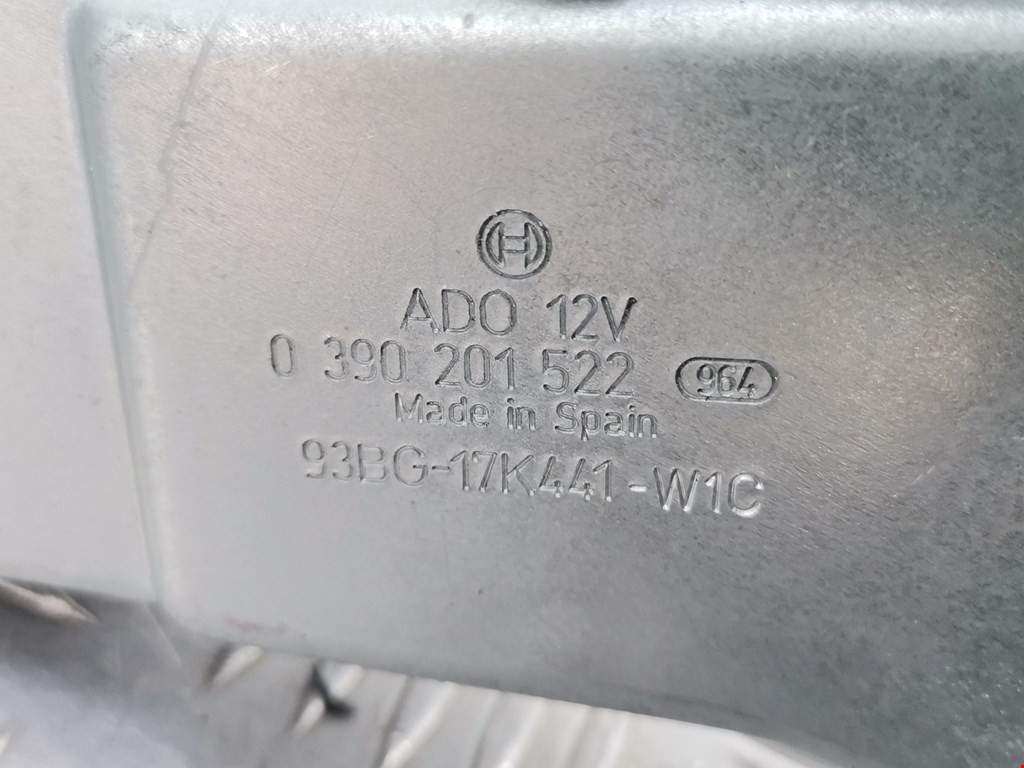 ADO 12V
0 390 201 522 964
Made in Spain
93BG-17K441-W1C